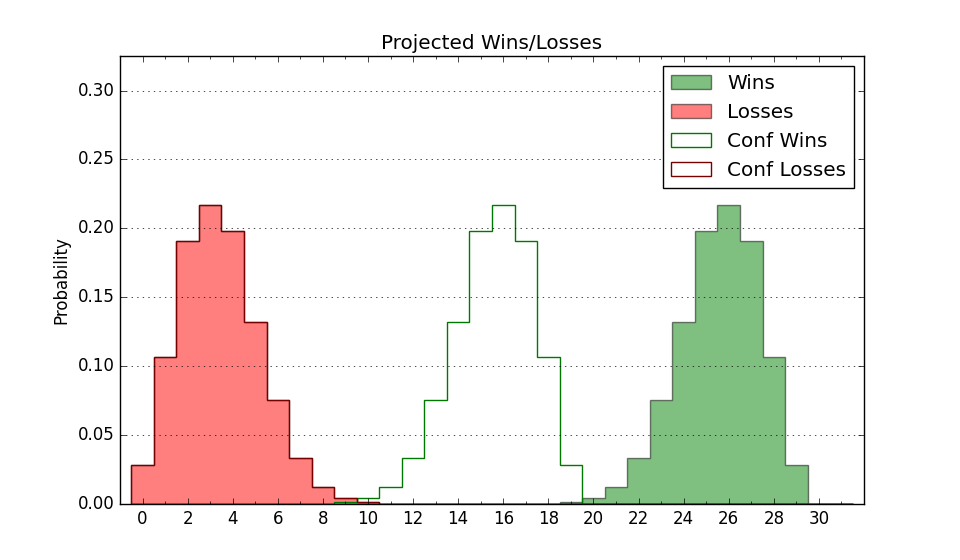 Projected Wins/Losses
Wins
Losses
Conf Wins
Conf Losses
Probability
0.30
0.25
0.20
0.15
0.10
0.05
0.00
0 2 4 6 8 10 12 14 16 18 20 22 24 26 28 30